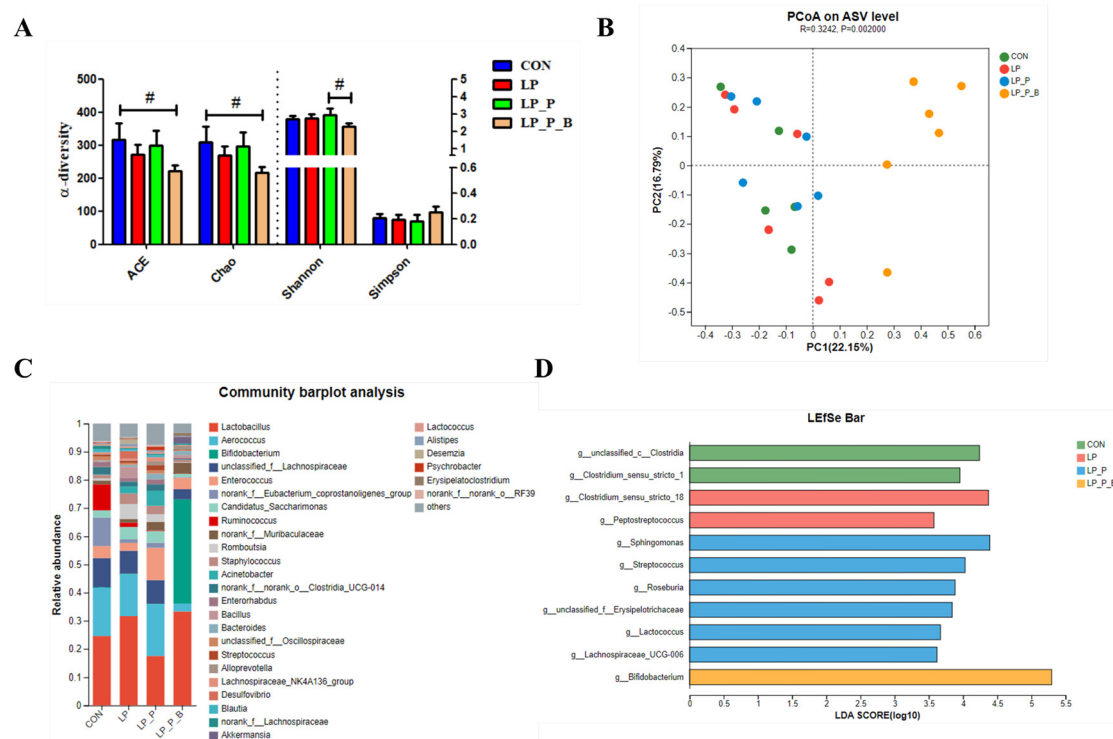 A
500
400
300
200
100
0
α-diversity
#
#
#
5
4
3
2
1
0.6
0.4
0.2
0.0
CON
LP
LP_P
LP_P_B
ACE
Chao
Shannon
Simpson
B
PCoA on ASV level
R=0.3242, P=0.002000
CON
LP
LP_P
LP_P_B
0.4
0.3
0.2
0.1
0
-0.1
-0.2
-0.3
-0.4
-0.5
PC2(16.79%)
-0.4 -0.3 -0.2 -0.1 0 0.1 0.2 0.3 0.4 0.5 0.6
PC1(22.15%)
C
Community barplot analysis
1
0.9
0.8
0.7
0.6
0.5
0.4
0.3
0.2
0.1
0
Relative abundance
CON
LP
LP_P
LP_P_B
Lactobacillus
Aerococcus
Bifidobacterium
unclassified_f__Lachnospiraceae
Enterococcus
norank_f__Eubacterium_coprostanoligenes_group
Candidatus_Saccharimonas
Ruminococcus
norank_f__Muribaculaceae
Romboutsia
Staphylococcus
Acinetobacter
norank_f__norank_o__Clostridia_UCG-014
Enterorhabdus
Bacillus
Bacteroides
unclassified_f__Oscillospiraceae
Streptococcus
Alloprevotella
Lachnospiraceae_NK4A136_group
Desulfovibrio
Blautia
norank_f__Lachnospiraceae
Akkermansia
Lactococcus
Alistipes
Desemzia
Psychrobacter
Erysipelatoclostridium
norank_f__norank_o__RF39
others
D
LEfSe Bar
g__unclassified_c__Clostridia
g__Clostridium_sensu_stricto_1
g__Clostridium_sensu_stricto_18
g__Peptostreptococcus
g__Sphingomonas
g__Streptococcus
g__Roseburia
g__unclassified_f__Erysipelotrichaceae
g__Lactococcus
g__Lachnospiraceae_UCG-006
g__Bifidobacterium
0 0.5 1 1.5 2 2.5 3 3.5 4 4.5 5 5.5
LDA SCORE(log10)
CON
LP
LP_P
LP_P_B